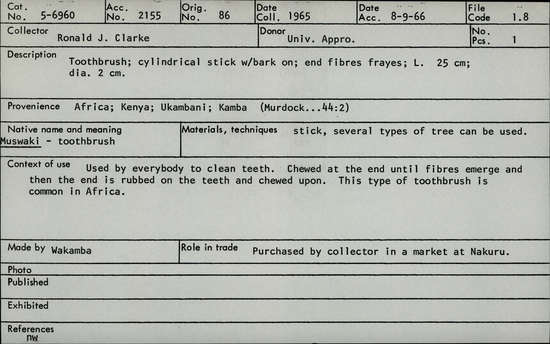 Cat. No. 5-6960 Acc. No. 2155 Orig. No. 86 Date Coll. 1965 Date Acc. 8-9-66 File Code 1.8
Collector Ronald J. Clarke Donor Univ. Appro. No. Pcs. 1
Description Toothbrush; cylindrical stick w/bark on; end fibres frayes; L. 25 cm;
dia. 2 cm.
Provenience Africa; Kenya; Ukambani; Kamba (Murdock...44:2)
Native name and meaning Materials, techniques stick, several types of tree can be used.
Muswaki - toothbrush
Context of use Used by everybody to clean teeth. Chewed at the end until fibres emerge and
then the end is rubbed on the teeth and chewed upon. This type of toothbrush is
common in Africa.
Made by Wakamba Role in trade Purchased by collector in a market at Nakuru.
Photo
Published
Exhibited
References
nw